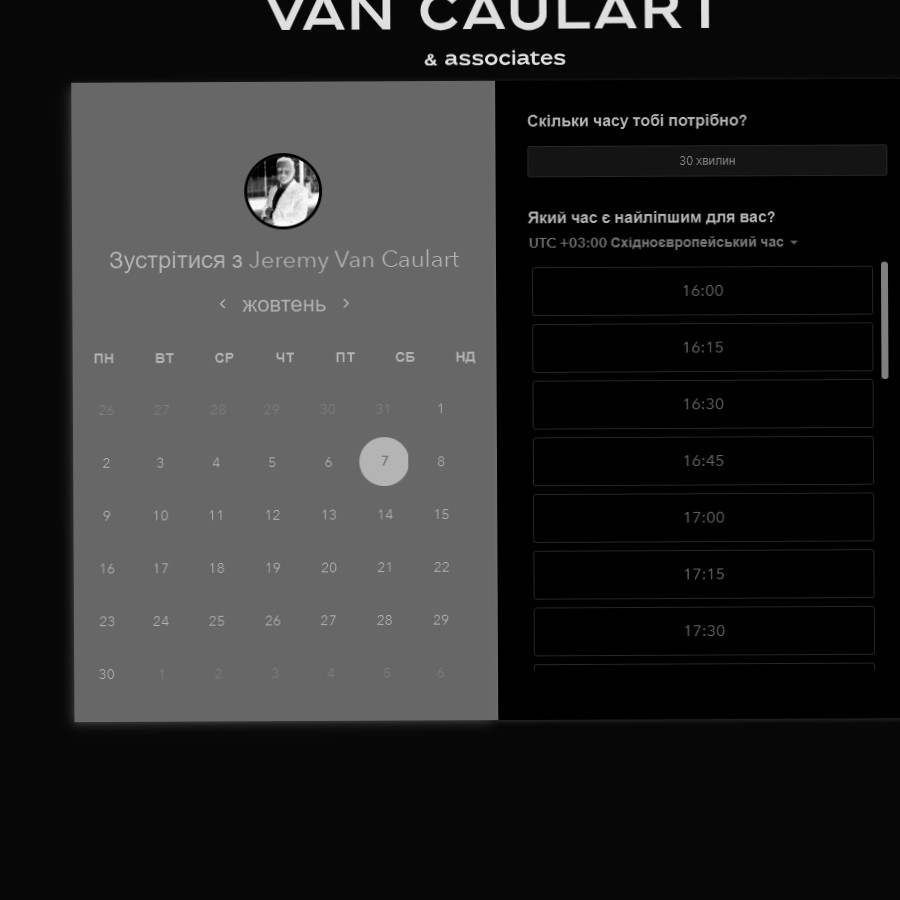 VAN CAULART
& associates
Зустрітися з Jeremy Van Caulart
жовтень
ПН ВТ СР ЧТ ПТ СБ НД
26 27 28 29 30 31 1
2 3 4 5 6 7 8
9 10 11 12 13 14 15
16 17 18 19 20 21 22
23 24 25 26 27 28 29
30 1 2 3 4 5 6
Скільки часу тобі потрібно?
30 хвилин
Який час є найліпшим для вас?
UTC +03:00 Східноєвропейський час
16:00
16:15
16:30
16:45
17:00
17:15
17:30